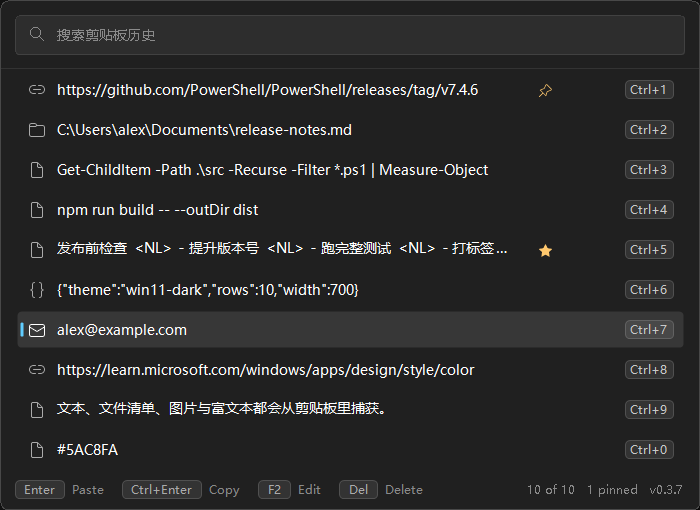 搜索剪贴板历史
https://github.com/PowerShell/PowerShell/releases/tag/v7.4.6 Ctrl+1
C:\Users\alex\Documents\release-notes.md Ctrl+2
Get-ChildItem -Path .\src -Recurse -Filter *.ps1 | Measure-Object Ctrl+3
npm run build -- --outDir dist Ctrl+4
发布前检查 <NL> - 提升版本号 <NL> - 跑完整测试 <NL> - 打标签... Ctrl+5
{"theme":"win11-dark","rows":10,"width":700} Ctrl+6
alex@example.com Ctrl+7
https://learn.microsoft.com/windows/apps/design/style/color Ctrl+8
文本、文件清单、图片与富文本都会从剪贴板里捕获。 Ctrl+9
#5AC8FA Ctrl+0
Enter Paste Ctrl+Enter Copy F2 Edit Del Delete 10 of 10 1 pinned v0.3.7